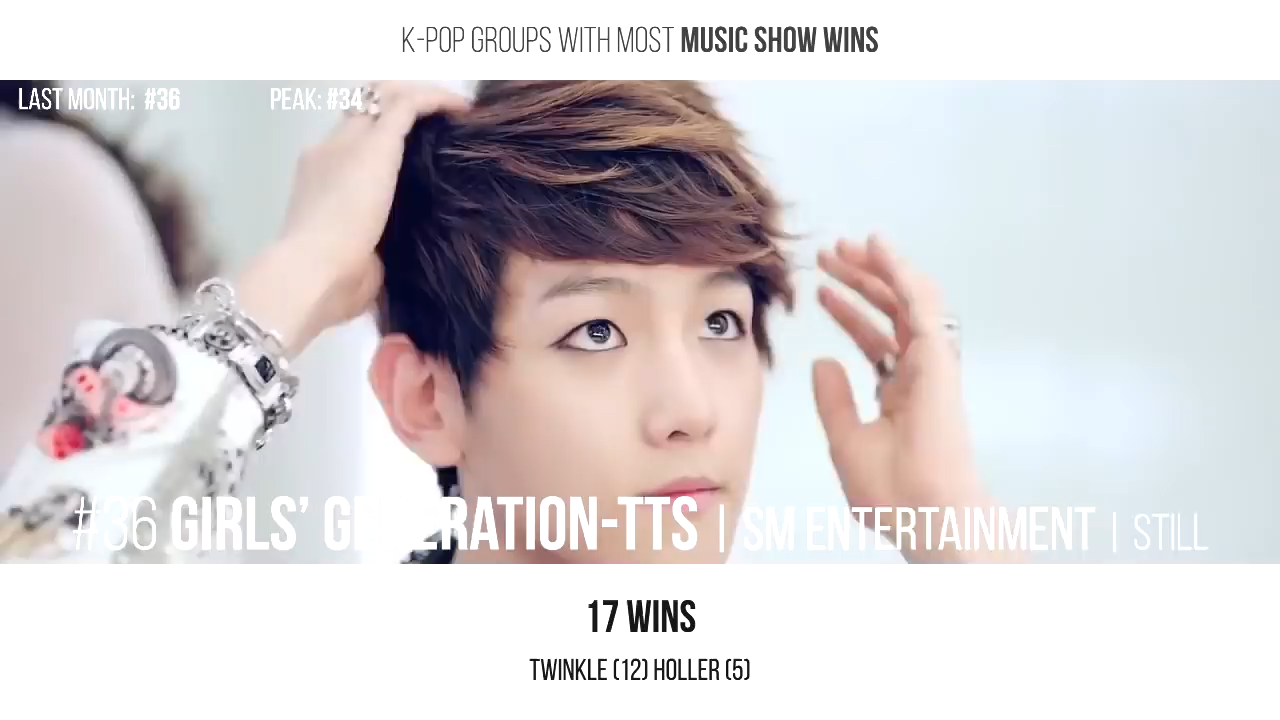 K-POP GROUPS WITH MOST MUSIC SHOW WINS
LAST MONTH: #36 PEAK: #34
#36 GIRLS' GENERATION-TTS | SM ENTERTAINMENT | STILL
17 WINS
TWINKLE (12) HOLLER (5)